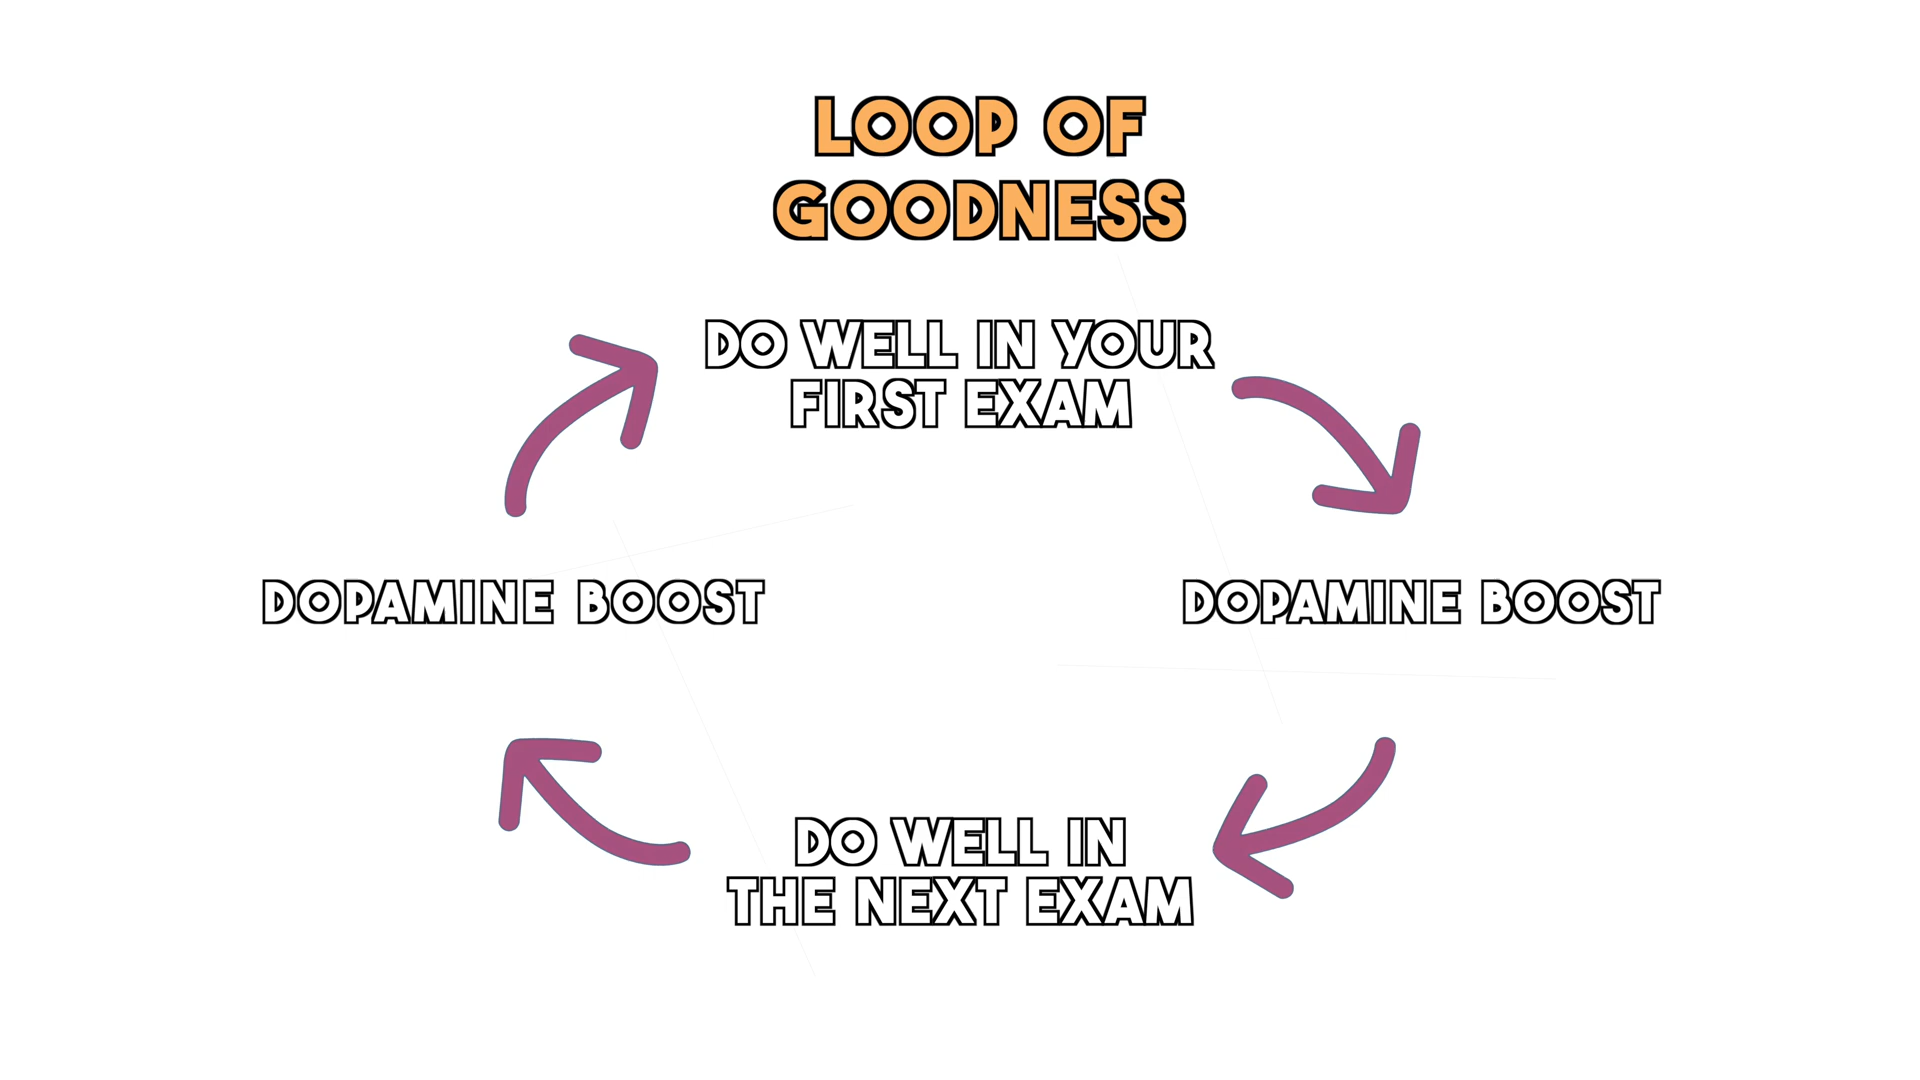 LOOP OF
GOODNESS
DO WELL IN YOUR
FIRST EXAM
DOPAMINE BOOST
DOPAMINE BOOST
DO WELL IN
THE NEXT EXAM